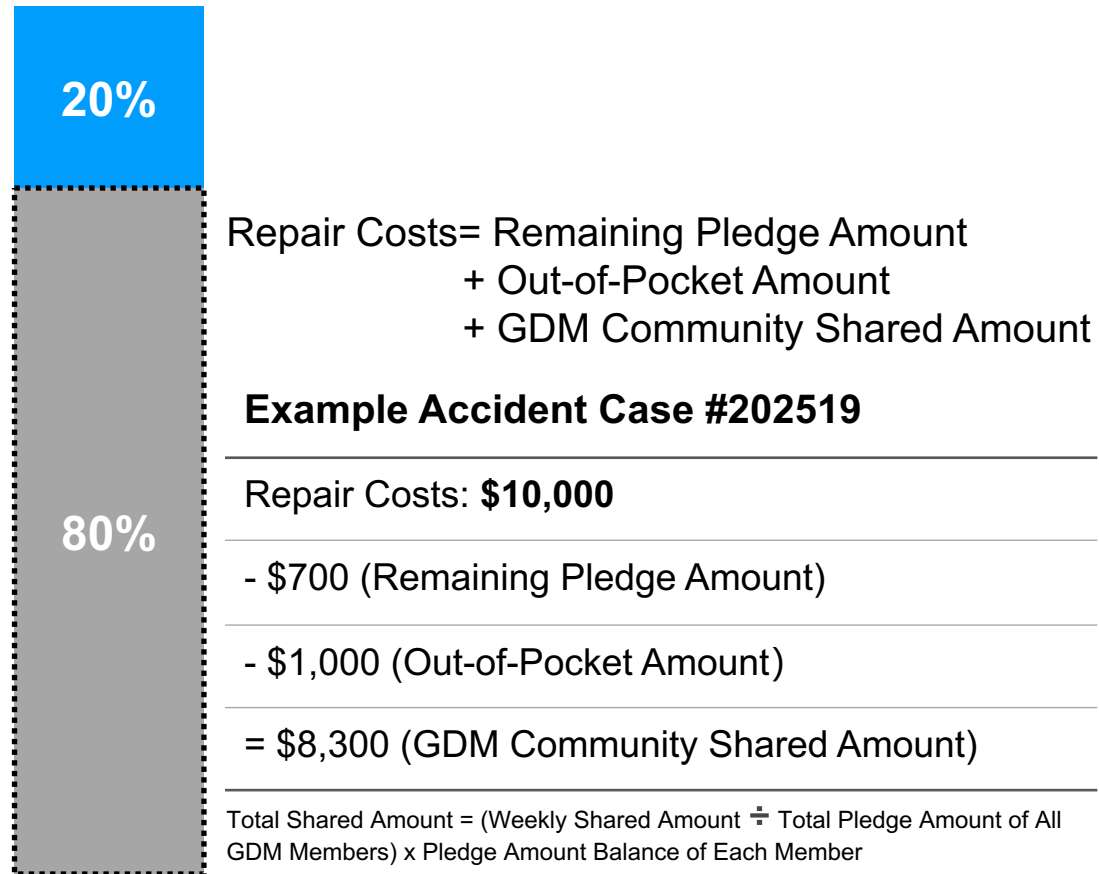 20%
Repair Costs= Remaining Pledge Amount
+ Out-of-Pocket Amount
+ GDM Community Shared Amount
Example Accident Case #202519
Repair Costs: $10,000
80%
- $700 (Remaining Pledge Amount)
- $1,000 (Out-of-Pocket Amount)
= $8,300 (GDM Community Shared Amount)
Total Shared Amount = (Weekly Shared Amount ÷ Total Pledge Amount of All
GDM Members) x Pledge Amount Balance of Each Member